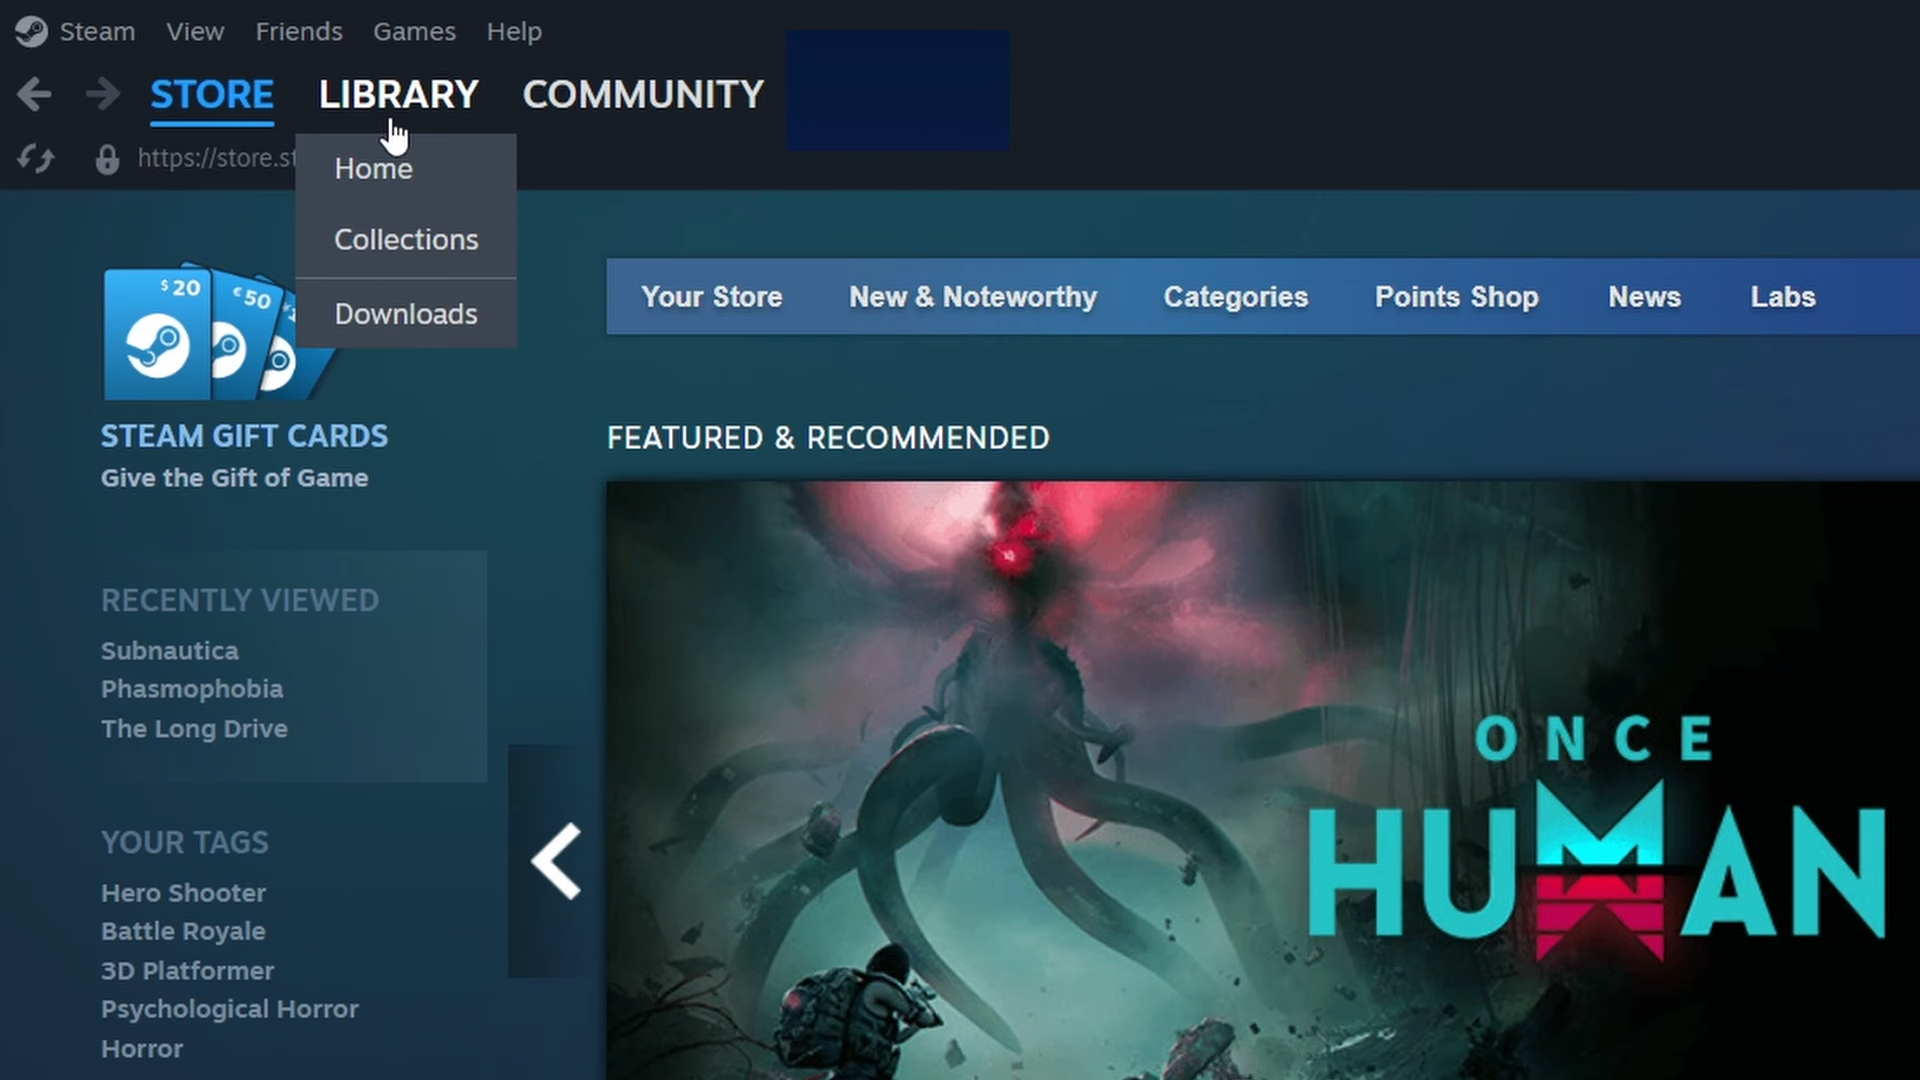 Steam View Friends Games Help
STORE LIBRARY COMMUNITY
https://store.st
Home
Collections
Downloads
$20
€50
Your Store New & Noteworthy Categories Points Shop News Labs
STEAM GIFT CARDS
Give the Gift of Game
FEATURED & RECOMMENDED
RECENTLY VIEWED
Subnautica
Phasmophobia
The Long Drive
YOUR TAGS
Hero Shooter
Battle Royale
3D Platformer
Psychological Horror
Horror
ONCE
HUMAN